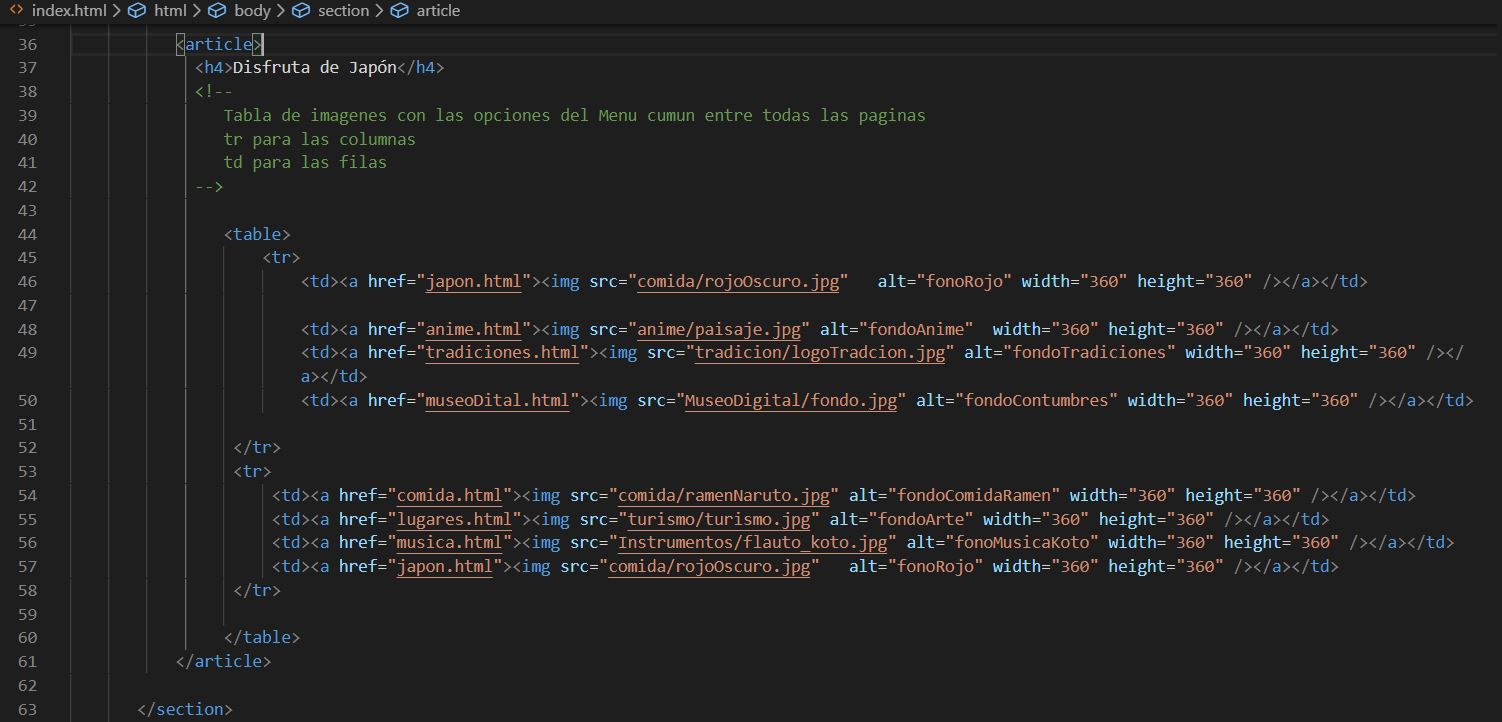 index.html > html > body > section > article
36 <article>
37 <h4>Disfruta de Japón</h4>
38 <!--
39 Tabla de imagenes con las opciones del Menu cumun entre todas las paginas
40 tr para las columnas
41 td para las filas
42 -->
43
44 <table>
45 <tr>
46 <td><a href="japon.html"><img src="comida/rojoOscuro.jpg"   alt="fonoRojo" width="360" height="360" /></a></td>
47
48 <td><a href="anime.html"><img src="anime/paisaje.jpg" alt="fondoAnime"  width="360" height="360" /></a></td>
49 <td><a href="tradiciones.html"><img src="tradicion/logoTradcion.jpg" alt="fondoTradiciones" width="360" height="360" /></
a></td>
50 <td><a href="museoDital.html"><img src="MuseoDigital/fondo.jpg" alt="fondoContumbres" width="360" height="360" /></a></td>
51
52 </tr>
53 <tr>
54 <td><a href="comida.html"><img src="comida/ramenNaruto.jpg" alt="fondoComidaRamen" width="360" height="360" /></a></td>
55 <td><a href="lugares.html"><img src="turismo/turismo.jpg" alt="fondoArte" width="360" height="360" /></a></td>
56 <td><a href="musica.html"><img src="Instrumentos/flauto_koto.jpg" alt="fonoMusicaKoto" width="360" height="360" /></a></td>
57 <td><a href="japon.html"><img src="comida/rojoOscuro.jpg"   alt="fonoRojo" width="360" height="360" /></a></td>
58 </tr>
59
60 </table>
61 </article>
62
63 </section>